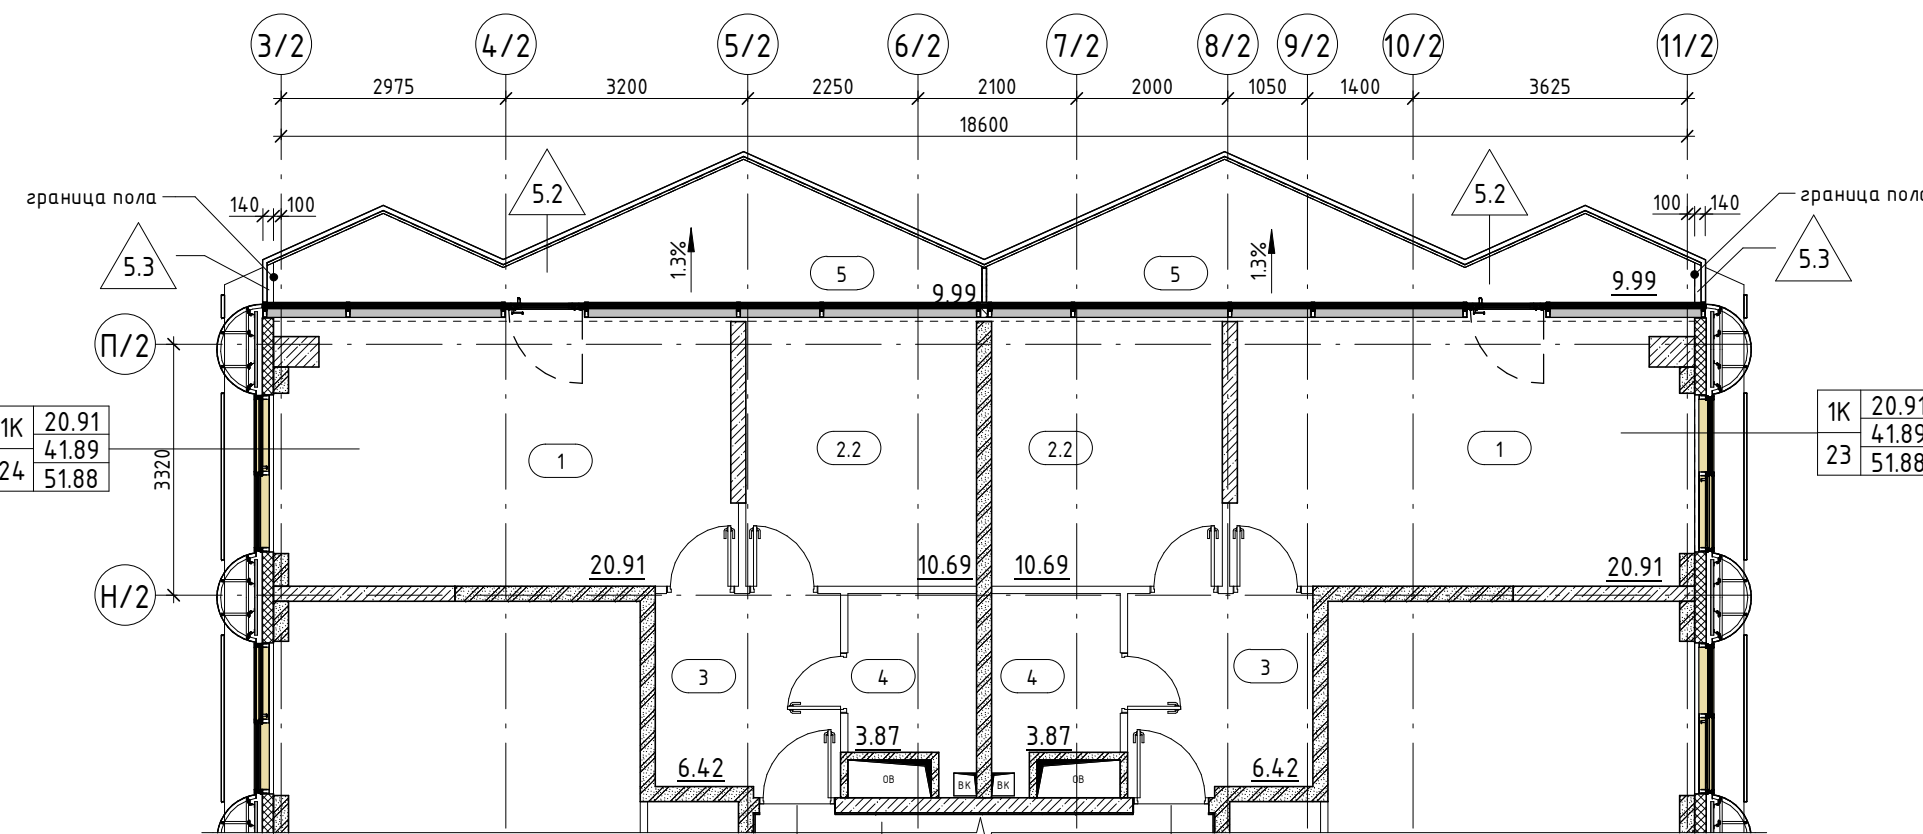 3/2 4/2 5/2 6/2 7/2 8/2 9/2 10/2 11/2
2975 3200 2250 2100 2000 1050 1400 3625
18600
5.2 5.2
граница пола граница пола
140 100 100 140
5.3 5.3
1.3% 1.3%
5 5
9.99 9.99
П/2
1К 20.91
41.89
24 51.88
1К 20.91
41.89
23 51.88
3320
1 2.2 2.2 1
20.91 10.69 10.69 20.91
Н/2
3 4 4 3
3.87 3.87
6.42 6.42
ОВ ВК ВК ОВ